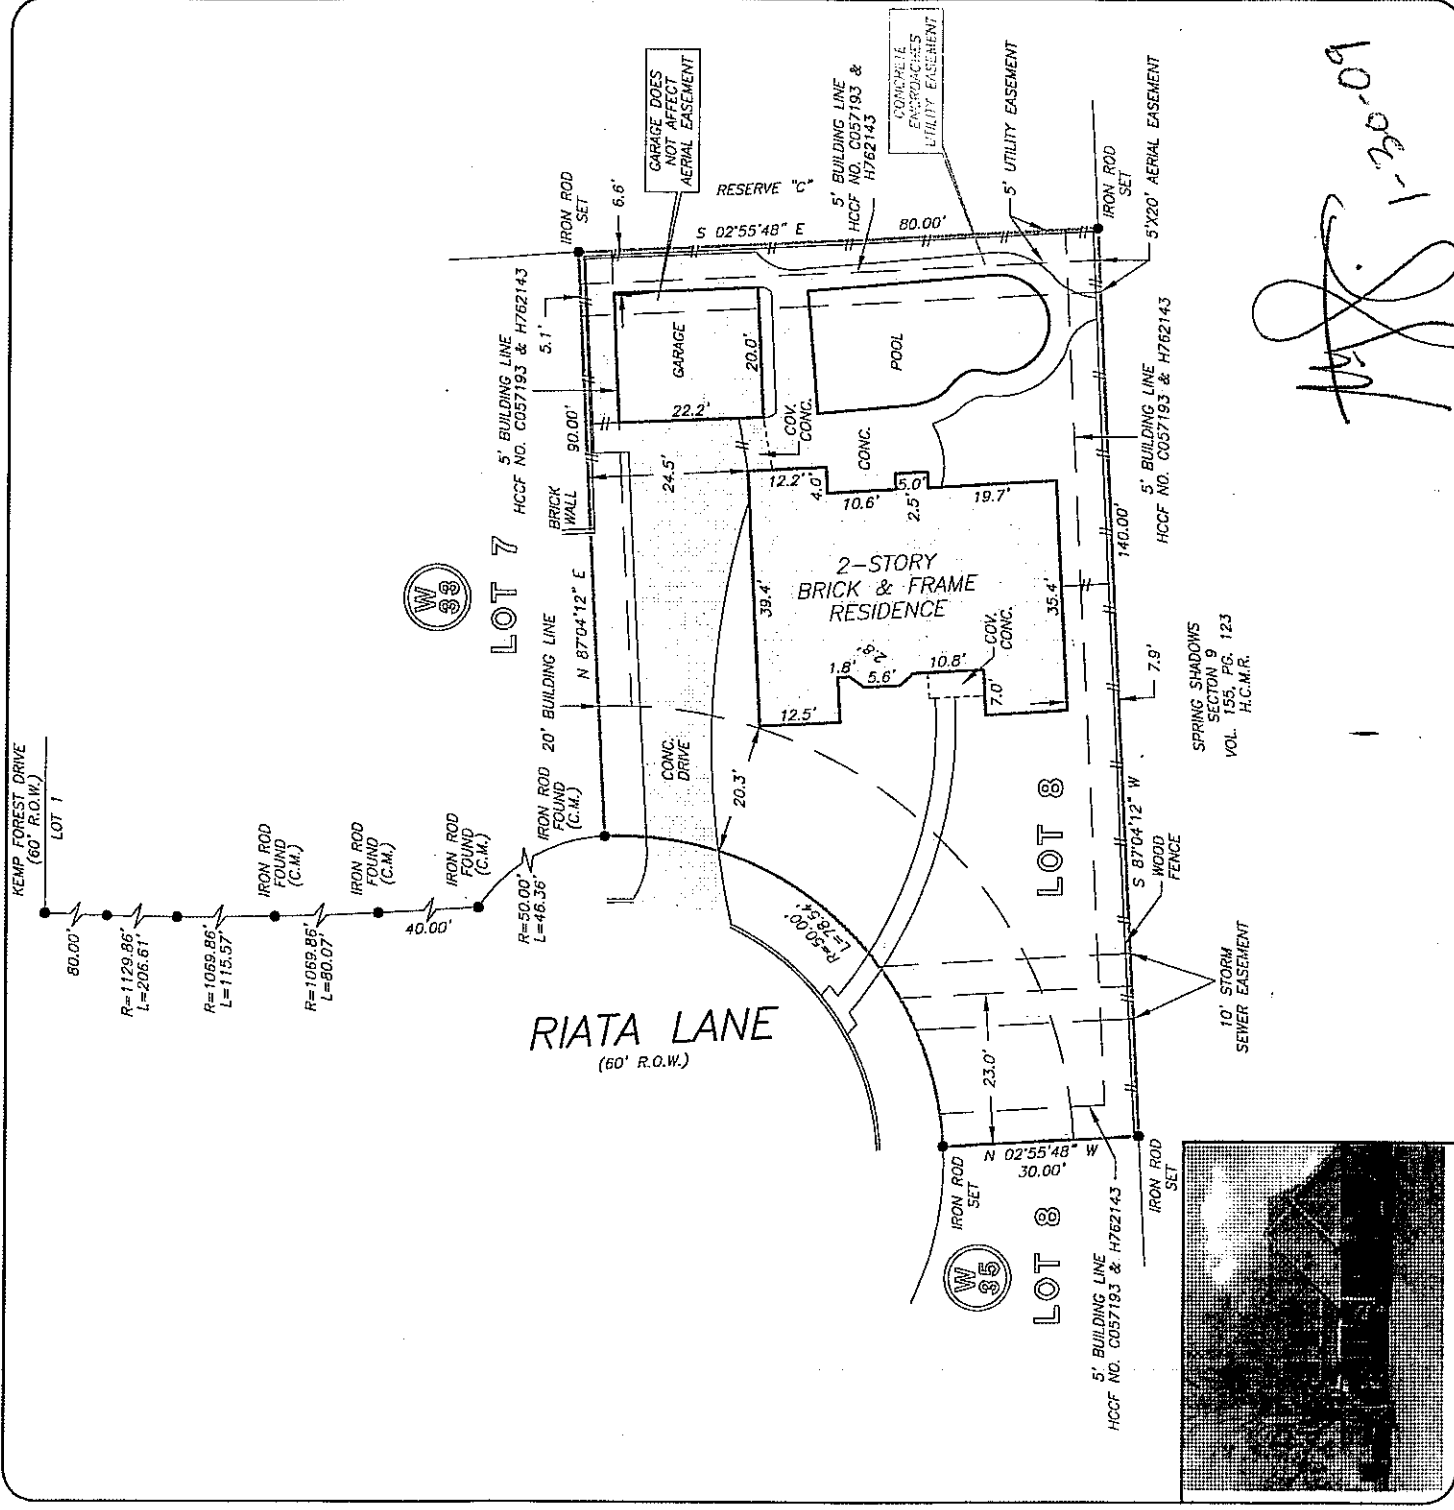 KEMP FOREST DRIVE
(60' R.O.W.)
LOT 1
80.00'
R=1129.86'
L=206.61'
R=1069.86'
L=115.57'
IRON ROD
FOUND
(C.M.)
R=1069.86'
L=80.07'
IRON ROD
FOUND
(C.M.)
40.00'
IRON ROD
FOUND
(C.M.)
R=50.00'
L=46.36'
IRON ROD
FOUND
(C.M.)
W
33
LOT 7
20' BUILDING LINE
N 87°04'12" E
BRICK
WALL
90.00'
5' BUILDING LINE
HCCF NO. C057193 & H762143
5.1'
IRON ROD
SET
6.6'
GARAGE DOES
NOT AFFECT
AERIAL EASEMENT
RESERVE "C"
S 02°55'48" E
80.00'
5' BUILDING LINE
HCCF NO. C057193 &
H762143
CONCRETE
ENCROACHES
UTILITY EASEMENT
5' UTILITY EASEMENT
IRON ROD
SET
5'X20' AERIAL EASEMENT
GARAGE
20.0'
22.2'
POOL
COV.
CONC.
CONC.
24.5'
12.2'
4.0'
10.6'
5.0'
2.5'
19.7'
2-STORY
BRICK & FRAME
RESIDENCE
39.4'
35.4'
1.8'
2.8'
5.6'
10.8'
COV.
CONC.
7.0'
12.5'
20.3'
CONC.
DRIVE
5' BUILDING LINE
HCCF NO. C057193 & H762143
140.00'
7.9'
SPRING SHADOWS
SECTON 9
VOL. 155, PG. 123
H.C.M.R.
S 87°04'12" W
WOOD
FENCE
LOT 8
R=50.00'
L=78.54'
RIATA LANE
(60' R.O.W.)
10' STORM
SEWER EASEMENT
23.0'
N 02°55'48" W
30.00'
IRON ROD
SET
IRON ROD
SET
W
35
LOT 8
5' BUILDING LINE
HCCF NO. C057193 & H762143
1-30-09